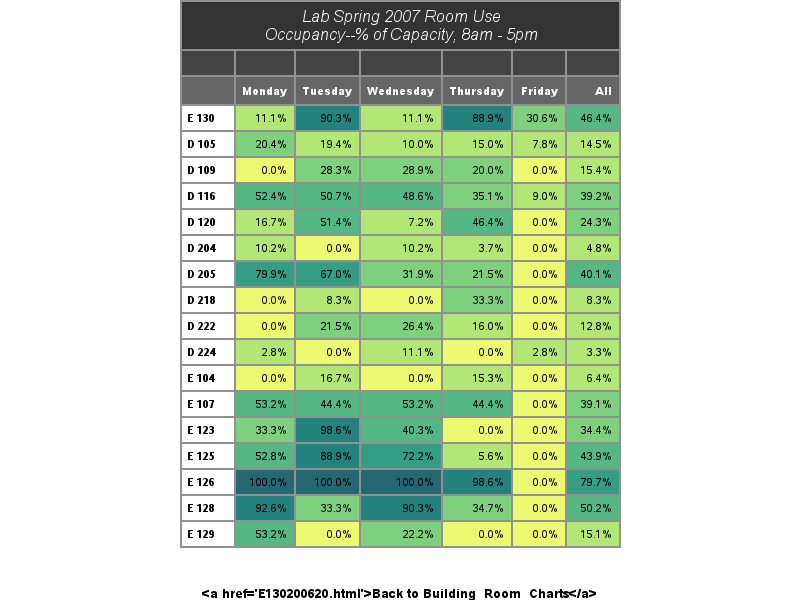 Lab Spring 2007 Room Use
Occupancy--% of Capacity, 8am - 5pm
Monday Tuesday Wednesday Thursday Friday All
E 130 11.1% 90.3% 11.1% 88.9% 30.6% 46.4%
D 105 20.4% 19.4% 10.0% 15.0% 7.8% 14.5%
D 109 0.0% 28.3% 28.9% 20.0% 0.0% 15.4%
D 116 52.4% 50.7% 48.6% 35.1% 9.0% 39.2%
D 120 16.7% 51.4% 7.2% 46.4% 0.0% 24.3%
D 204 10.2% 0.0% 10.2% 3.7% 0.0% 4.8%
D 205 79.9% 67.0% 31.9% 21.5% 0.0% 40.1%
D 218 0.0% 8.3% 0.0% 33.3% 0.0% 8.3%
D 222 0.0% 21.5% 26.4% 16.0% 0.0% 12.8%
D 224 2.8% 0.0% 11.1% 0.0% 2.8% 3.3%
E 104 0.0% 16.7% 0.0% 15.3% 0.0% 6.4%
E 107 53.2% 44.4% 53.2% 44.4% 0.0% 39.1%
E 123 33.3% 98.6% 40.3% 0.0% 0.0% 34.4%
E 125 52.8% 88.9% 72.2% 5.6% 0.0% 43.9%
E 126 100.0% 100.0% 100.0% 98.6% 0.0% 79.7%
E 128 92.6% 33.3% 90.3% 34.7% 0.0% 50.2%
E 129 53.2% 0.0% 22.2% 0.0% 0.0% 15.1%
<a href='E130200620.html'>Back to Building_Room_Charts</a>